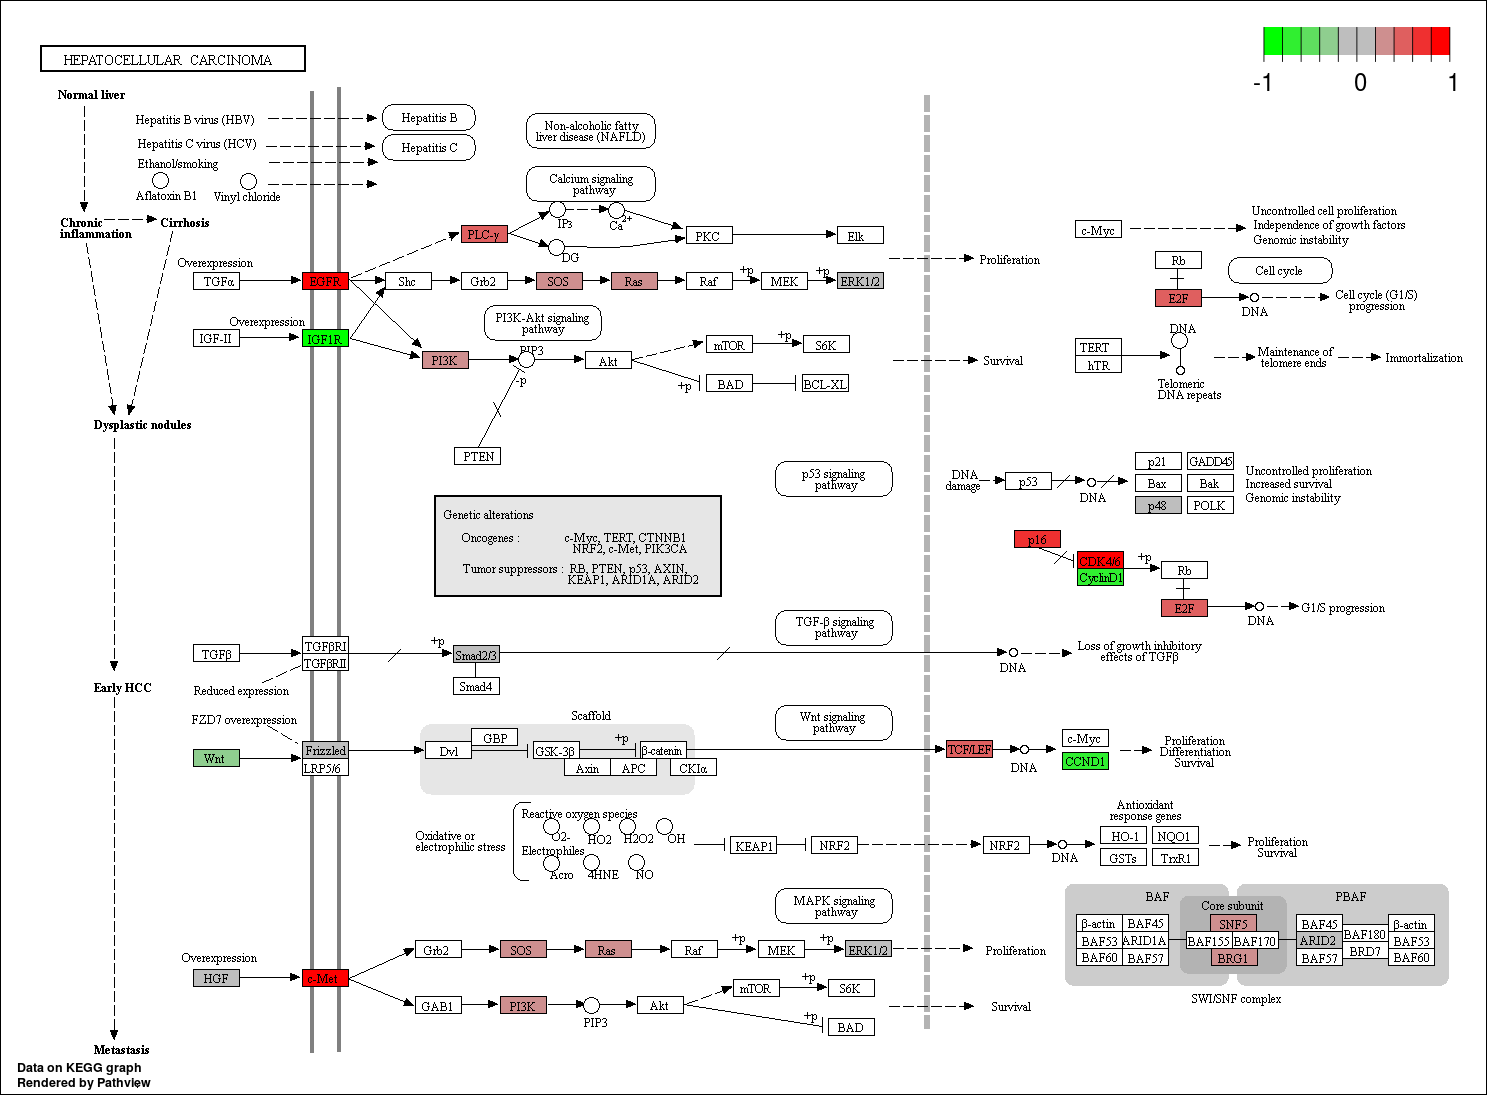 HEPATOCELLULAR CARCINOMA
-1 0 1
Normal liver
Hepatitis B virus (HBV)
Hepatitis B
Hepatitis C virus (HCV)
Hepatitis C
Ethanol/smoking
Aflatoxin B1
Vinyl chloride
Non-alcoholic fatty
liver disease (NAFLD)
Calcium signaling
pathway
Chronic
inflammation
Cirrhosis
IP3
Ca2+
DG
PLC-γ
PKC
Elk
Overexpression
TGFα
EGFR
Shc
Grb2
SOS
Ras
Raf
+p
MEK
+p
ERK1/2
Proliferation
Overexpression
IGF-II
IGF1R
PI3K-Akt signaling
pathway
PI3K
PIP3
-p
Akt
mTOR
+p
S6K
+p
BAD
BCL-XL
Survival
PTEN
Dysplastic nodules
c-Myc
Uncontrolled cell proliferation
Independence of growth factors
Genomic instability
Rb
Cell cycle
E2F
DNA
Cell cycle (G1/S)
progression
DNA
TERT
hTR
Telomeric
DNA repeats
Maintenance of
telomere ends
Immortalization
p53 signaling
pathway
DNA
damage
p53
DNA
p21
GADD45
Bax
Bak
p48
POLK
Uncontrolled proliferation
Increased survival
Genomic instability
Genetic alterations
Oncogenes : c-Myc, TERT, CTNNB1
NRF2, c-Met, PIK3CA
Tumor suppressors : RB, PTEN, p53, AXIN,
KEAP1, ARID1A, ARID2
p16
CDK4/6
CyclinD1
+p
Rb
E2F
DNA
G1/S progression
TGF-β signaling
pathway
TGFβ
TGFβRI
TGFβRII
+p
Smad2/3
Smad4
DNA
Loss of growth inhibitory
effects of TGFβ
Reduced expression
Early HCC
FZD7 overexpression
Wnt
Frizzled
LRP5/6
Scaffold
Dvl
GBP
GSK-3β
+p
β-catenin
Axin
APC
CKIα
Wnt signaling
pathway
TCF/LEF
DNA
c-Myc
CCND1
Proliferation
Differentiation
Survival
Oxidative or
electrophilic stress
Reactive oxygen species
O2-
HO2
H2O2
OH
Electrophiles
Acro
4HNE
NO
KEAP1
NRF2
NRF2
DNA
Antioxidant
response genes
HO-1
NQO1
GSTs
TrxR1
Proliferation
Survival
MAPK signaling
pathway
Overexpression
HGF
c-Met
Grb2
SOS
Ras
Raf
+p
MEK
+p
ERK1/2
Proliferation
GAB1
PI3K
PIP3
Akt
mTOR
+p
S6K
+p
BAD
Survival
BAF
PBAF
Core subunit
β-actin
BAF45
SNF5
BAF45
β-actin
BAF53
ARID1A
BAF155
BAF170
ARID2
BAF180
BAF53
BAF60
BAF57
BRG1
BAF57
BRD7
BAF60
SWI/SNF complex
Metastasis
Data on KEGG graph
Rendered by Pathview